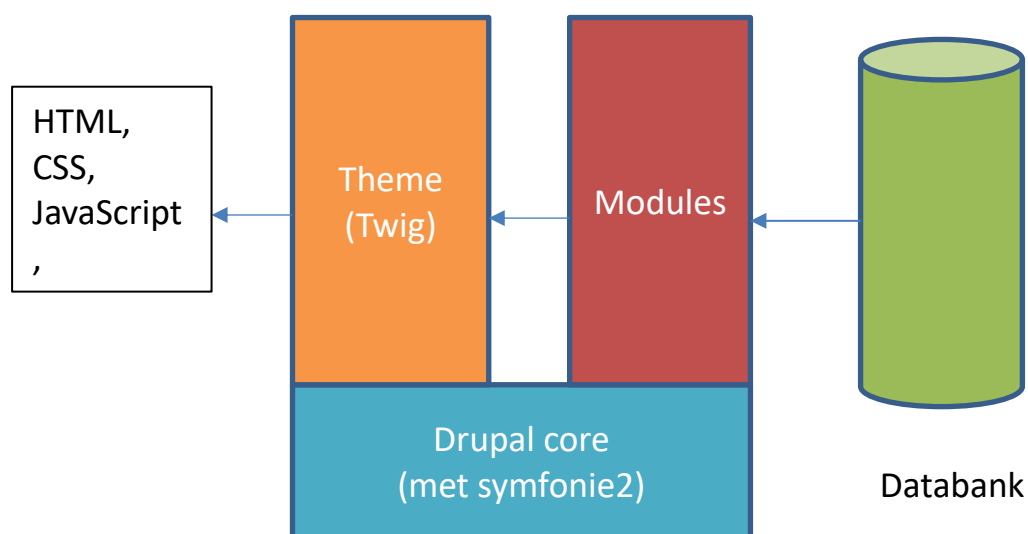 HTML,
CSS,
JavaScript
,
Theme
(Twig)
Modules
Drupal core
(met symfonie2)
Databank